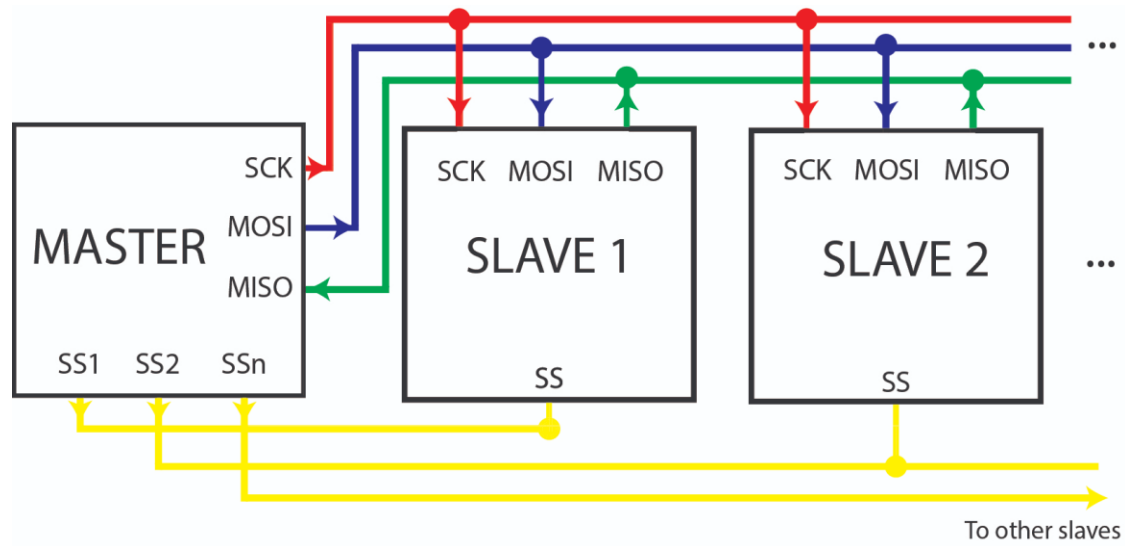 ...
SCK
MOSI
MASTER
MISO
SS1 SS2 SSn
SCK MOSI MISO
SLAVE 1
SS
SCK MOSI MISO
SLAVE 2
SS
...
To other slaves